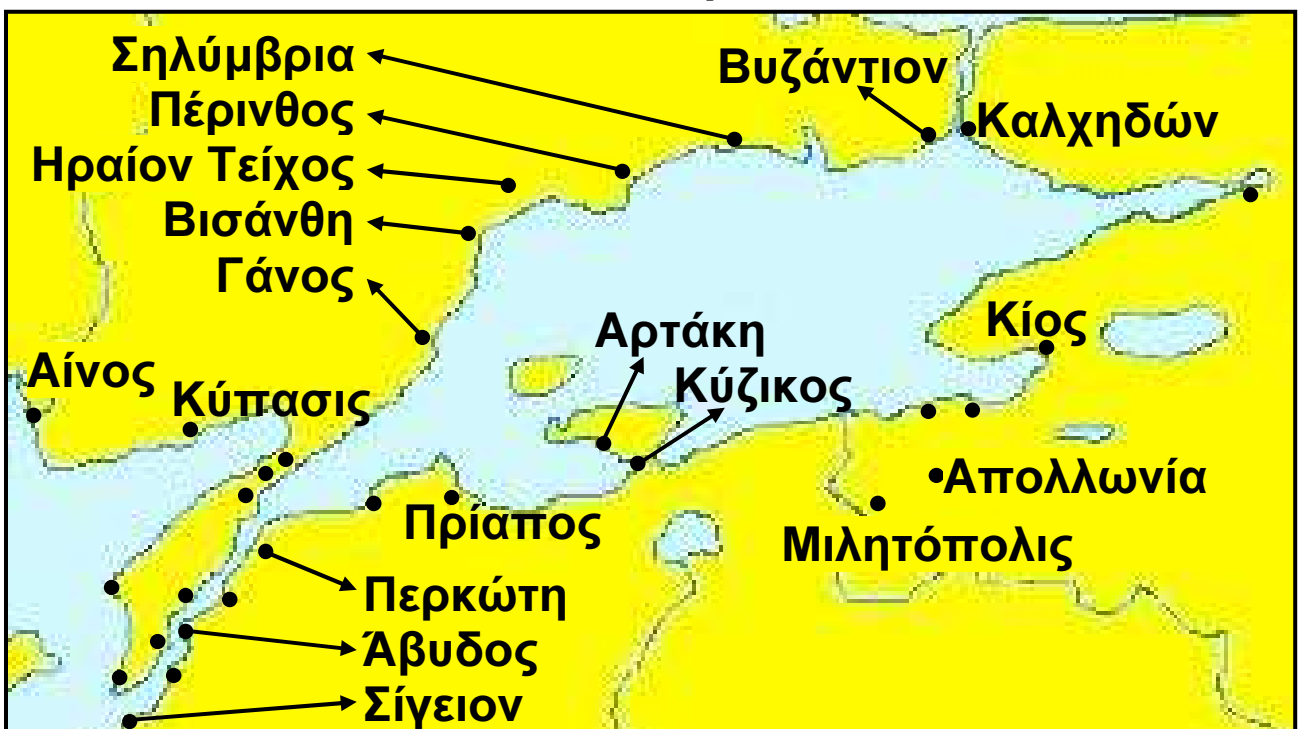 Σηλύμβρια
Βυζάντιον
Πέρινθος
Καλχηδών
Ηραίον Τείχος
Βισάνθη
Γάνος
Κίος
Αρτάκη
Αίνος
Κύζικος
Κύπασις
Απολλωνία
Πρίαπος
Μιλητόπολις
Περκώτη
Άβυδος
Σίγειον